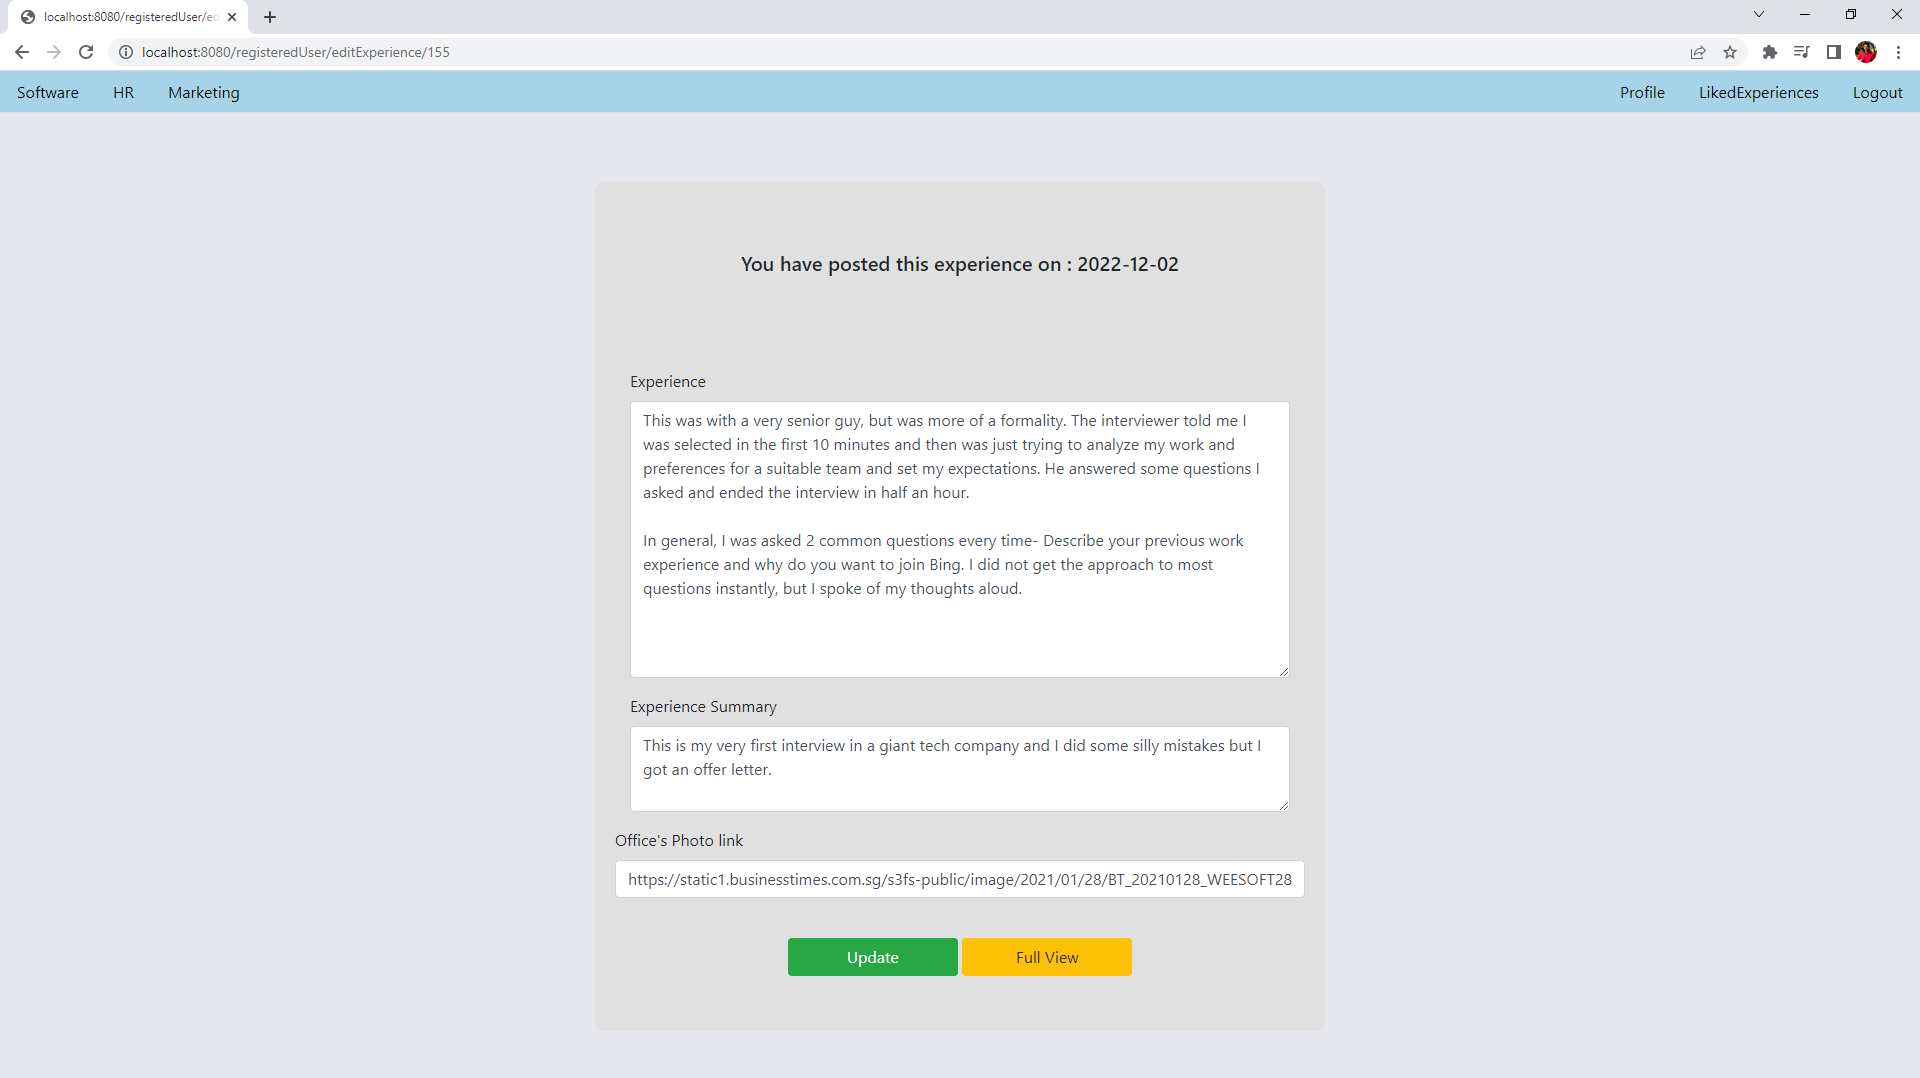 localhost:8080/registeredUser/ed
localhost:8080/registeredUser/editExperience/155
Software HR Marketing Profile LikedExperiences Logout
You have posted this experience on : 2022-12-02
Experience
This was with a very senior guy, but was more of a formality. The interviewer told me I
was selected in the first 10 minutes and then was just trying to analyze my work and
preferences for a suitable team and set my expectations. He answered some questions I
asked and ended the interview in half an hour.
In general, I was asked 2 common questions every time- Describe your previous work
experience and why do you want to join Bing. I did not get the approach to most
questions instantly, but I spoke of my thoughts aloud.
Experience Summary
This is my very first interview in a giant tech company and I did some silly mistakes but I
got an offer letter.
Office's Photo link
https://static1.businesstimes.com.sg/s3fs-public/image/2021/01/28/BT_20210128_WEESOFT28
Update Full View